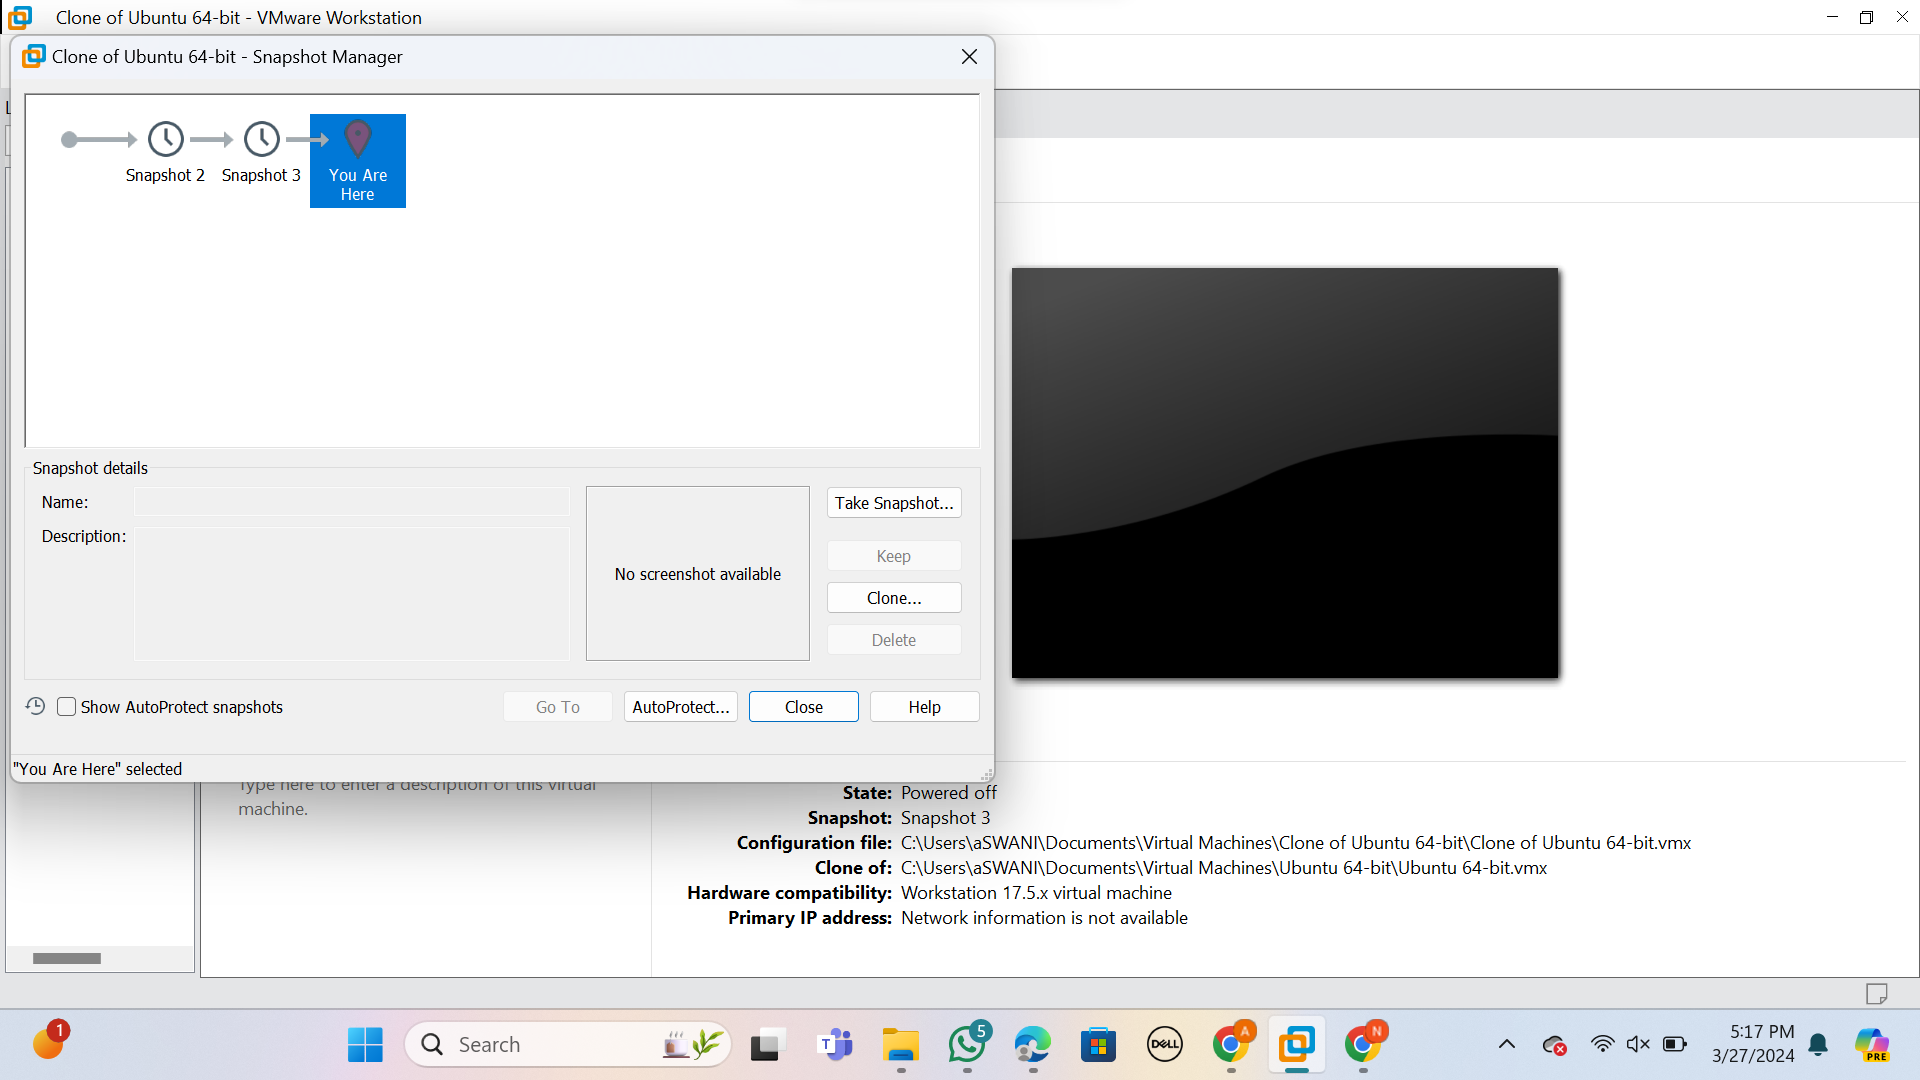 Clone of Ubuntu 64-bit - VMware Workstation
Clone of Ubuntu 64-bit - Snapshot Manager
Snapshot 2
Snapshot 3
You Are
Here
Snapshot details
Name:
Description:
No screenshot available
Take Snapshot...
Keep
Clone...
Delete
Show AutoProtect snapshots
Go To
AutoProtect...
Close
Help
"You Are Here" selected
Type here to enter a description of this virtual
machine.
State: Powered off
Snapshot: Snapshot 3
Configuration file: C:\Users\aSWANI\Documents\Virtual Machines\Clone of Ubuntu 64-bit\Clone of Ubuntu 64-bit.vmx
Clone of: C:\Users\aSWANI\Documents\Virtual Machines\Ubuntu 64-bit\Ubuntu 64-bit.vmx
Hardware compatibility: Workstation 17.5.x virtual machine
Primary IP address: Network information is not available
1
Search
T
5
DELL
A
N
5:17 PM
3/27/2024
PRE